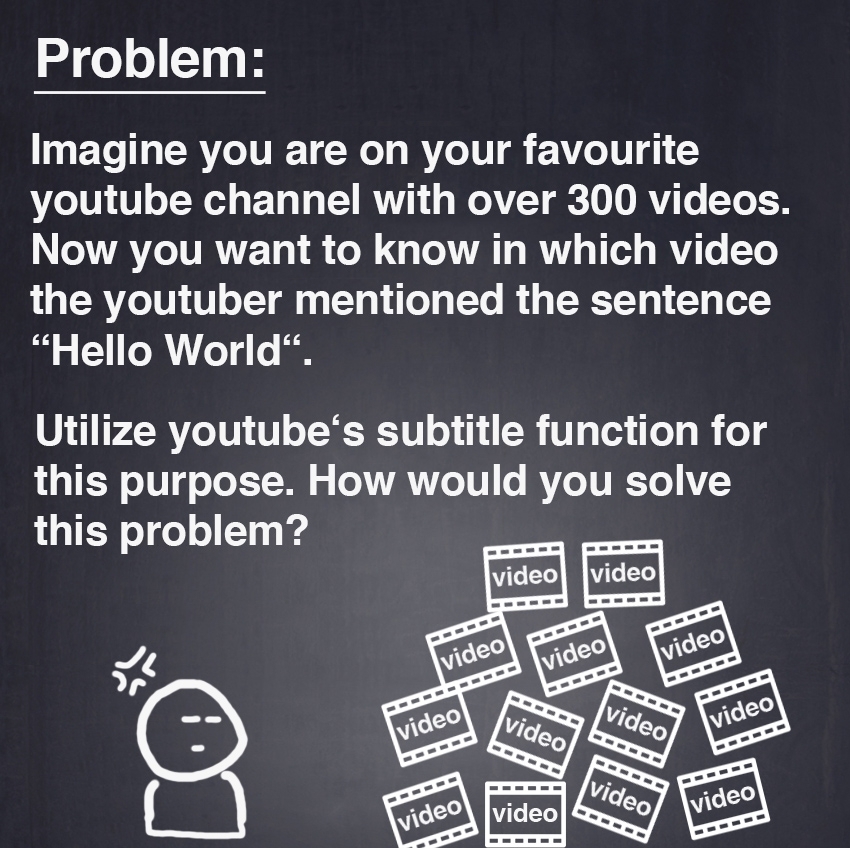 Problem:
Imagine you are on your favourite
youtube channel with over 300 videos.
Now you want to know in which video
the youtuber mentioned the sentence
“Hello World“.
Utilize youtube‘s subtitle function for
this purpose. How would you solve
this problem?
video
video
video
video
video
video
video
video
video
video
video
video
video